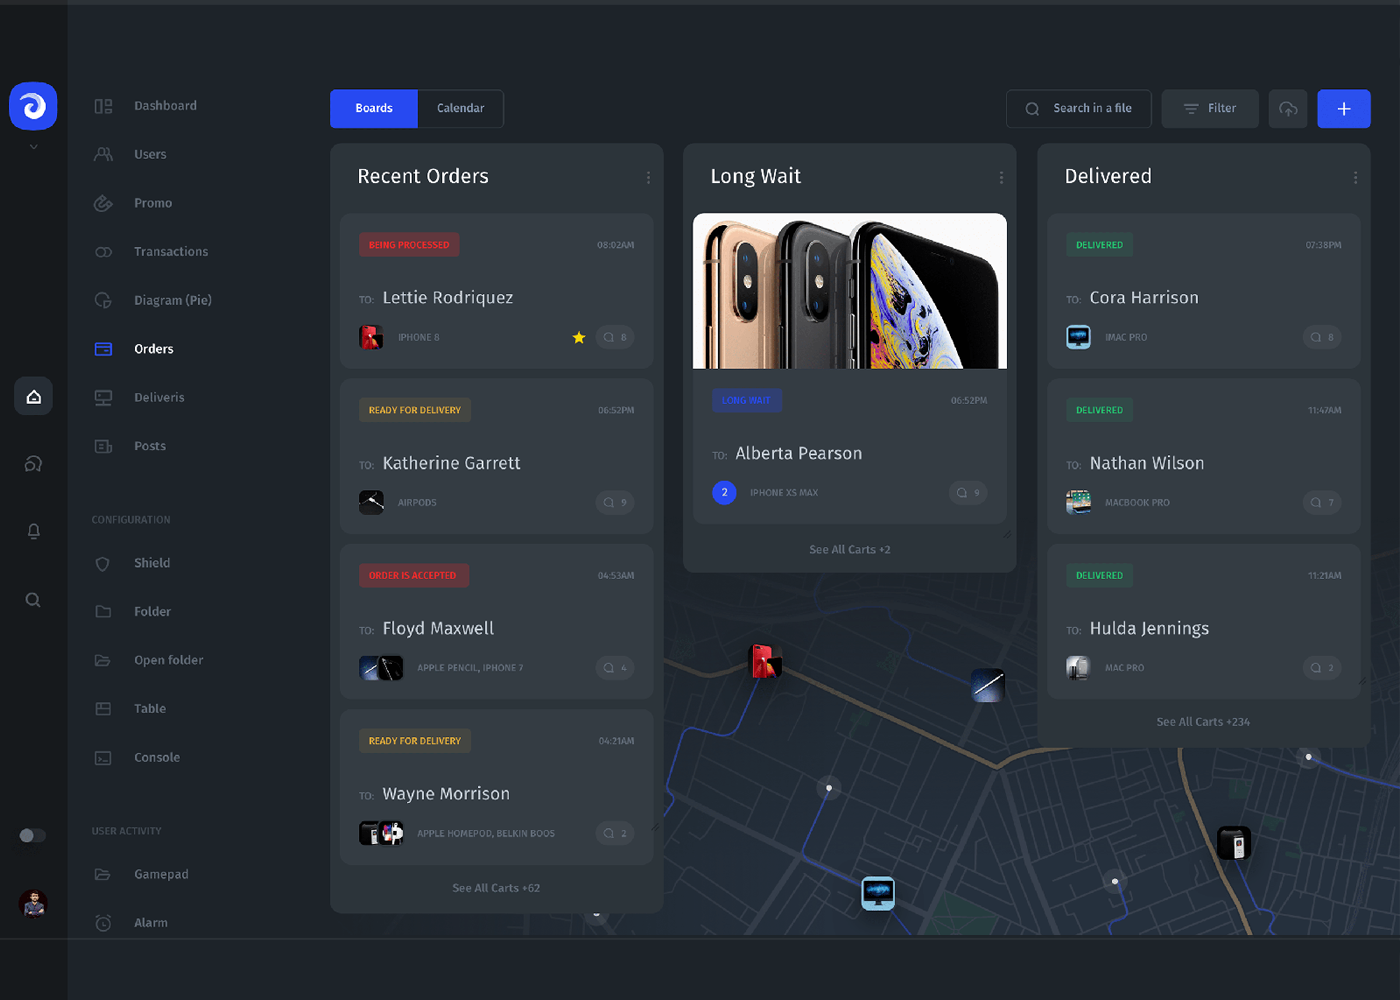 Dashboard
Users
Promo
Transactions
Diagram (Pie)
Orders
Deliveris
Posts
CONFIGURATION
Shield
Folder
Open folder
Table
Console
USER ACTIVITY
Gamepad
Alarm
Boards
Calendar
Search in a file
Filter
Recent Orders
BEING PROCESSED
08:02AM
TO: Lettie Rodriquez
IPHONE 8
8
READY FOR DELIVERY
06:52PM
TO: Katherine Garrett
AIRPODS
9
ORDER IS ACCEPTED
04:53AM
TO: Floyd Maxwell
APPLE PENCIL, IPHONE 7
4
READY FOR DELIVERY
04:21AM
TO: Wayne Morrison
APPLE HOMEPOD, BELKIN BOOS
2
See All Carts +62
Long Wait
LONG WAIT
06:52PM
TO: Alberta Pearson
2
IPHONE XS MAX
9
See All Carts +2
Delivered
DELIVERED
07:38PM
TO: Cora Harrison
IMAC PRO
8
DELIVERED
11:47AM
TO: Nathan Wilson
MACBOOK PRO
7
DELIVERED
11:21AM
TO: Hulda Jennings
MAC PRO
2
See All Carts +234